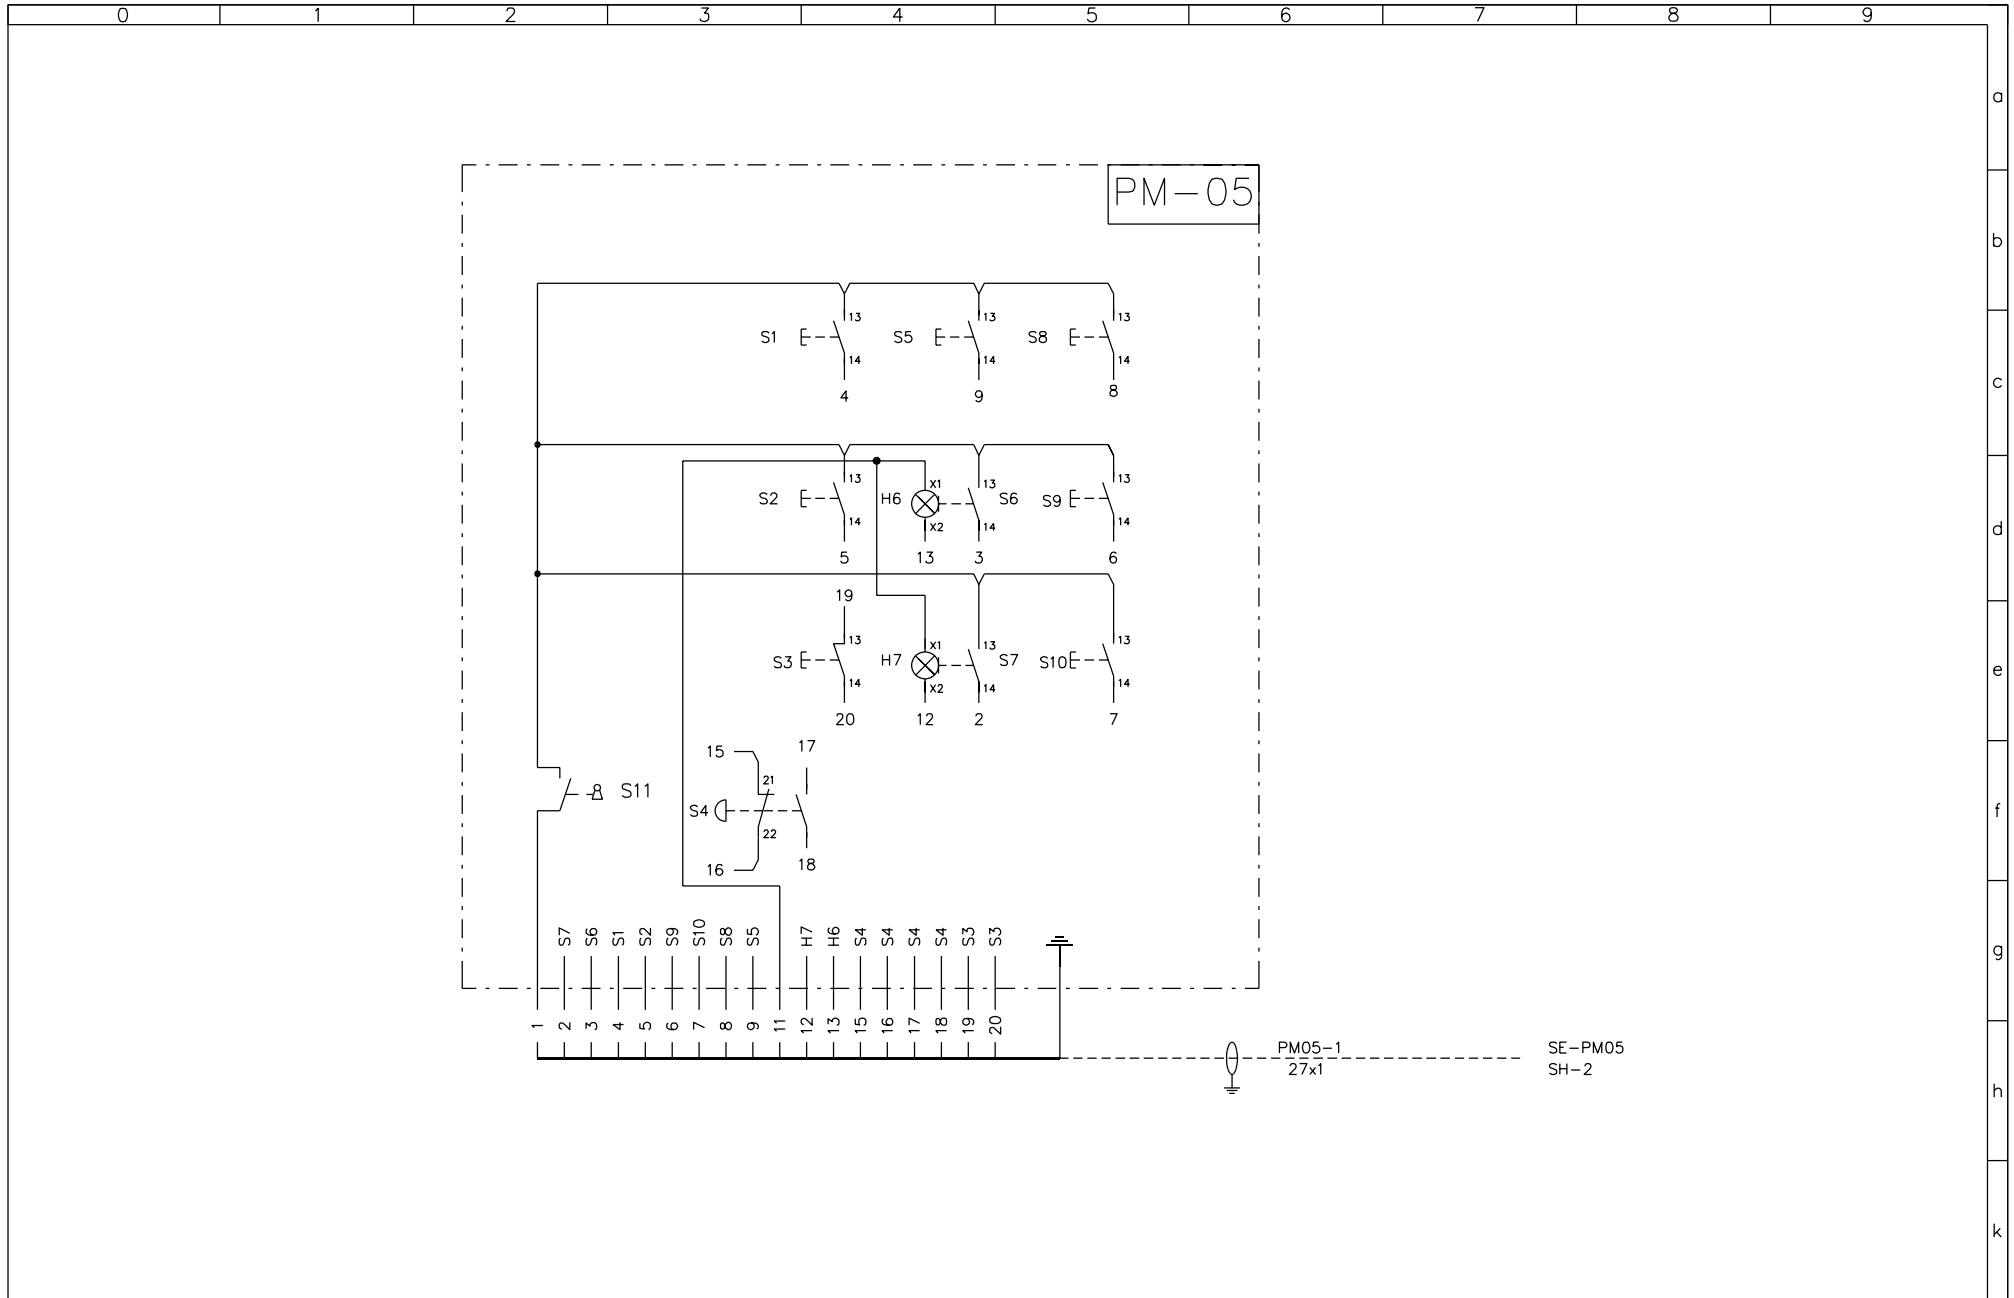 0 1 2 3 4 5 6 7 8 9
a
PM-05
b
13 13 13
S1 S5 S8
14 14 14
c
4 9 8
13 X1 13 13
S2 H6 S6 S9
14 X2 14 14
d
5 13 3 6
19
13 X1 13 13
S3 H7 S7 S10
e
14 X2 14 14
20 12 2 7
15 17
21
S11
S4
f
22
16 18
S7 S6 S1 S2 S9 S10 S8 S5 H7 H6 S4 S4 S4 S4 S3 S3
g
1 2 3 4 5 6 7 8 9 11 12 13 15 16 17 18 19 20
PM05-1 SE-PM05
27x1 SH-2
h
k